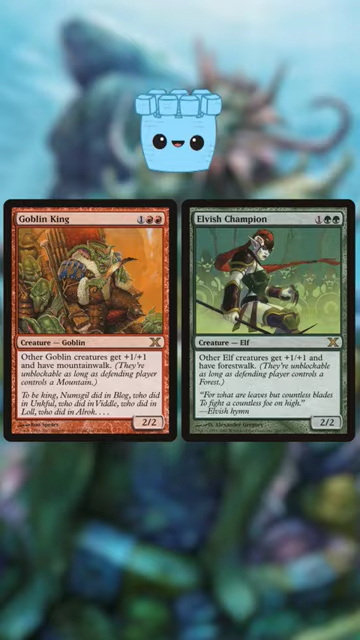 Goblin King 1
Creature — Goblin
Other Goblin creatures get +1/+1
and have mountainwalk. (They're
unblockable as long as defending player
controls a Mountain.)
To be king, Numsgil did in Blog, who did
in Unkful, who did in Viddle, who did in
Loll, who did in Alrok. . . .
2/2
Elvish Champion 1
Creature — Elf
Other Elf creatures get +1/+1 and
have forestwalk. (They're
unblockable as long as defending
player controls a
Forest.)
"For what are leaves but countless blades
To fight a countless foe on high."
—Elvish hymn
D. Alexander Gregory
2/2